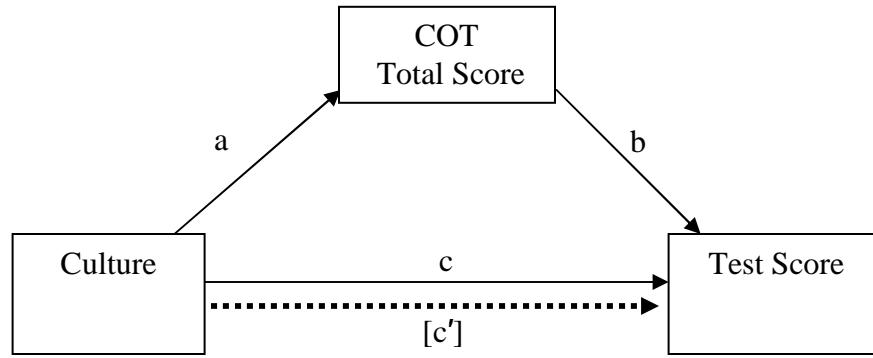 COT
Total Score
a
b
Culture
c
Test Score
[c′]